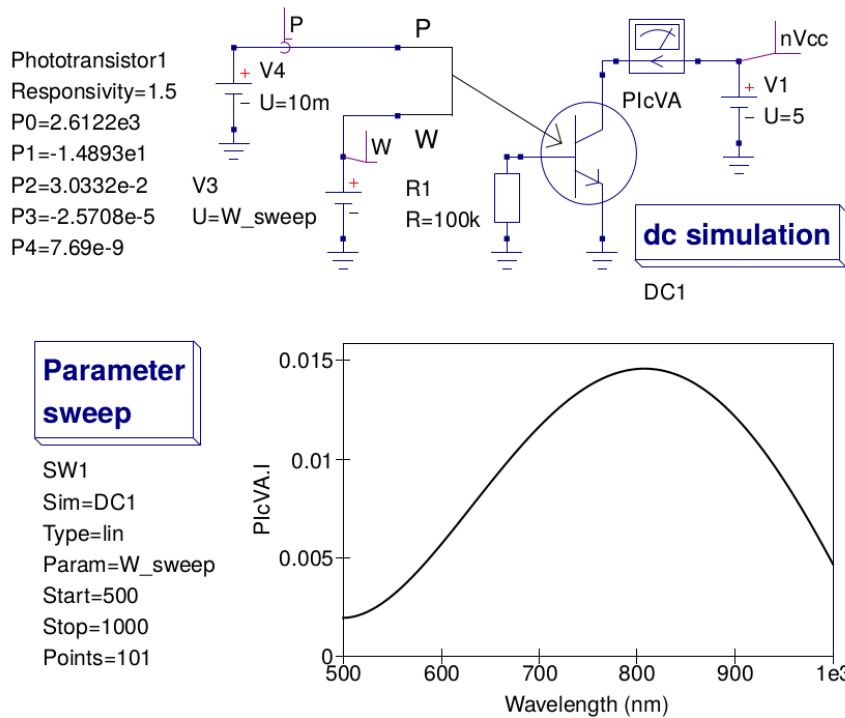 P
P
nVcc
Phototransistor1
+ V4
Responsivity=1.5
U=10m
PIcVA
+ V1
U=5
P0=2.6122e3
P1=-1.4893e1
W
W
P2=3.0332e-2
V3
+
R1
P3=-2.5708e-5
U=W_sweep
R=100k
P4=7.69e-9
dc simulation
DC1
Parameter
sweep
SW1
Sim=DC1
Type=lin
Param=W_sweep
Start=500
Stop=1000
Points=101
PIcVA.I
0.015
0.01
0.005
0
500 600 700 800 900 1e3
Wavelength (nm)